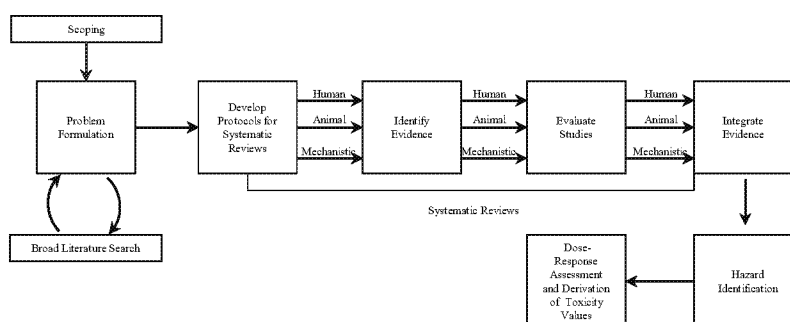 Scoping
Problem
Formulation
Broad Literature Search
Develop
Protocols for
Systematic
Reviews
Human
Animal
Mechanistic
Identify
Evidence
Human
Animal
Mechanistic
Evaluate
Studies
Human
Animal
Mechanistic
Integrate
Evidence
Systematic Reviews
Hazard
Identification
Dose-
Response
Assessment
and Derivation
of Toxicity
Values